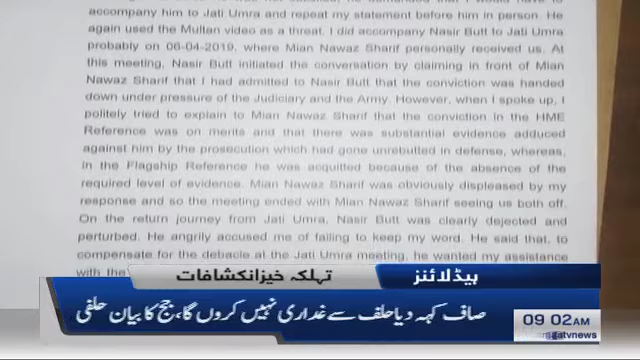 accompany him to Jati Umra and repeat my statement before him in person. He
again used the Multan video as a threat. I did accompany Nasir Butt to Jati Umra
probably on 06-04-2019, where Mian Nawaz Sharif personally received us. At
this meeting, Nasir Butt initiated the conversation by claiming in front of Mian
Nawaz Sharif that I had admitted to Nasir Butt that the conviction was handed
down under pressure of the Judiciary and the Army. However, when I spoke up, I
politely tried to explain to Mian Nawaz Sharif that the conviction in the HME
Reference was on merits and that there was substantial evidence adduced
against him by the prosecution which had gone unrebutted in defense, whereas,
in the Flagship Reference he was acquitted because of the absence of the
required level of evidence. Mian Nawaz Sharif was obviously displeased by my
response and so the meeting ended with Mian Nawaz Sharif seeing us both off.
On the return journey from Jati Umra, Nasir Butt was clearly dejected and
perturbed. He angrily accused me of failing to keep my word. He said that, to
compensate for the debacle at the Jati Umra meeting, he wanted my assistance
with the
ہیڈلائنز
تہلکہ خیز انکشافات
صاف کہہ دیا حلف سے غداری نہیں کروں گا، جج کا بیان حلفی
09 02AM
atvnews